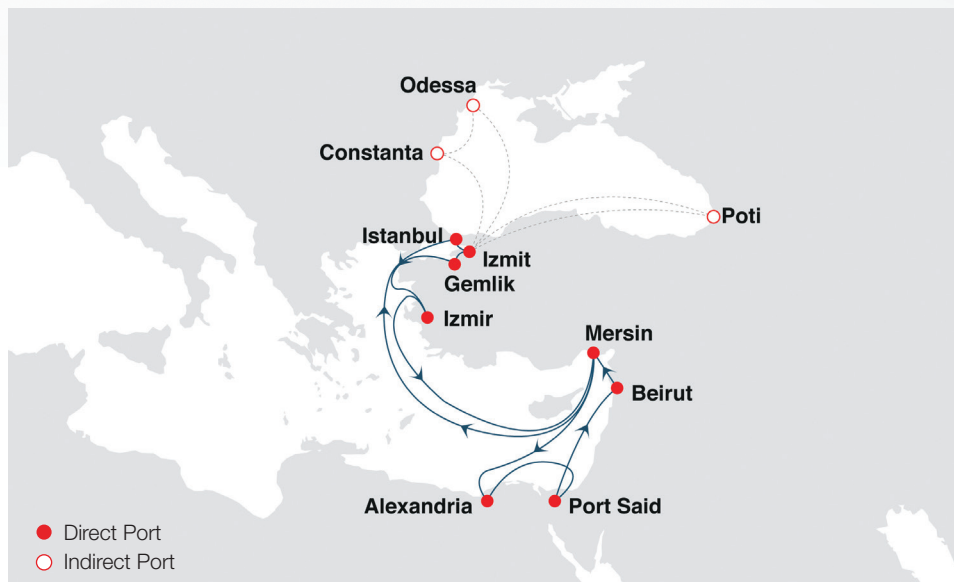 Odessa
Constanta
Poti
Istanbul
Izmit
Gemlik
Izmir
Mersin
Beirut
Alexandria
Port Said
Direct Port
Indirect Port